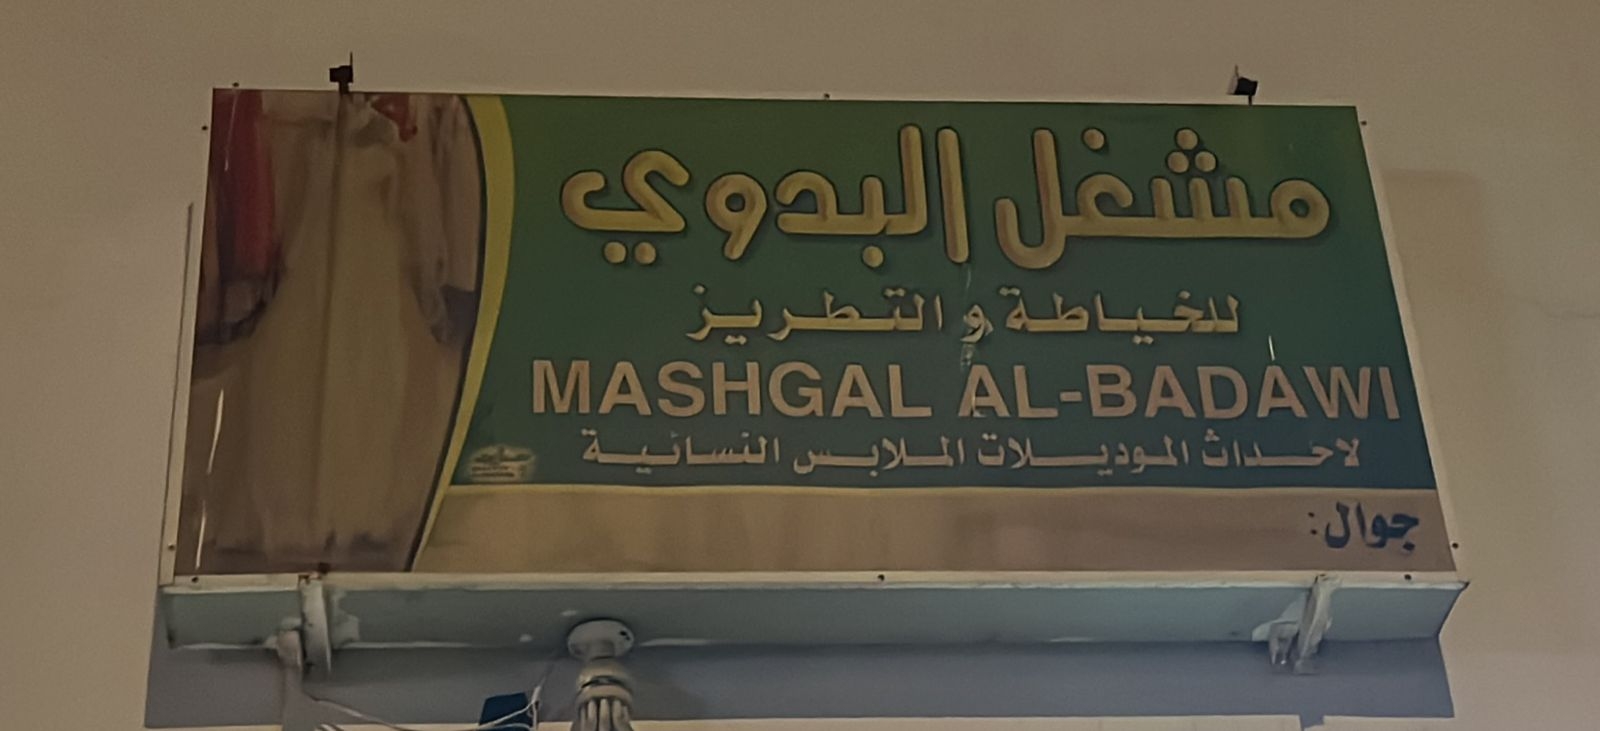 مشغل البدوي
للخياطة و التطريز
MASHGAL AL-BADAWI
لاحداث الموديلات الملابس النسائية
جوال: